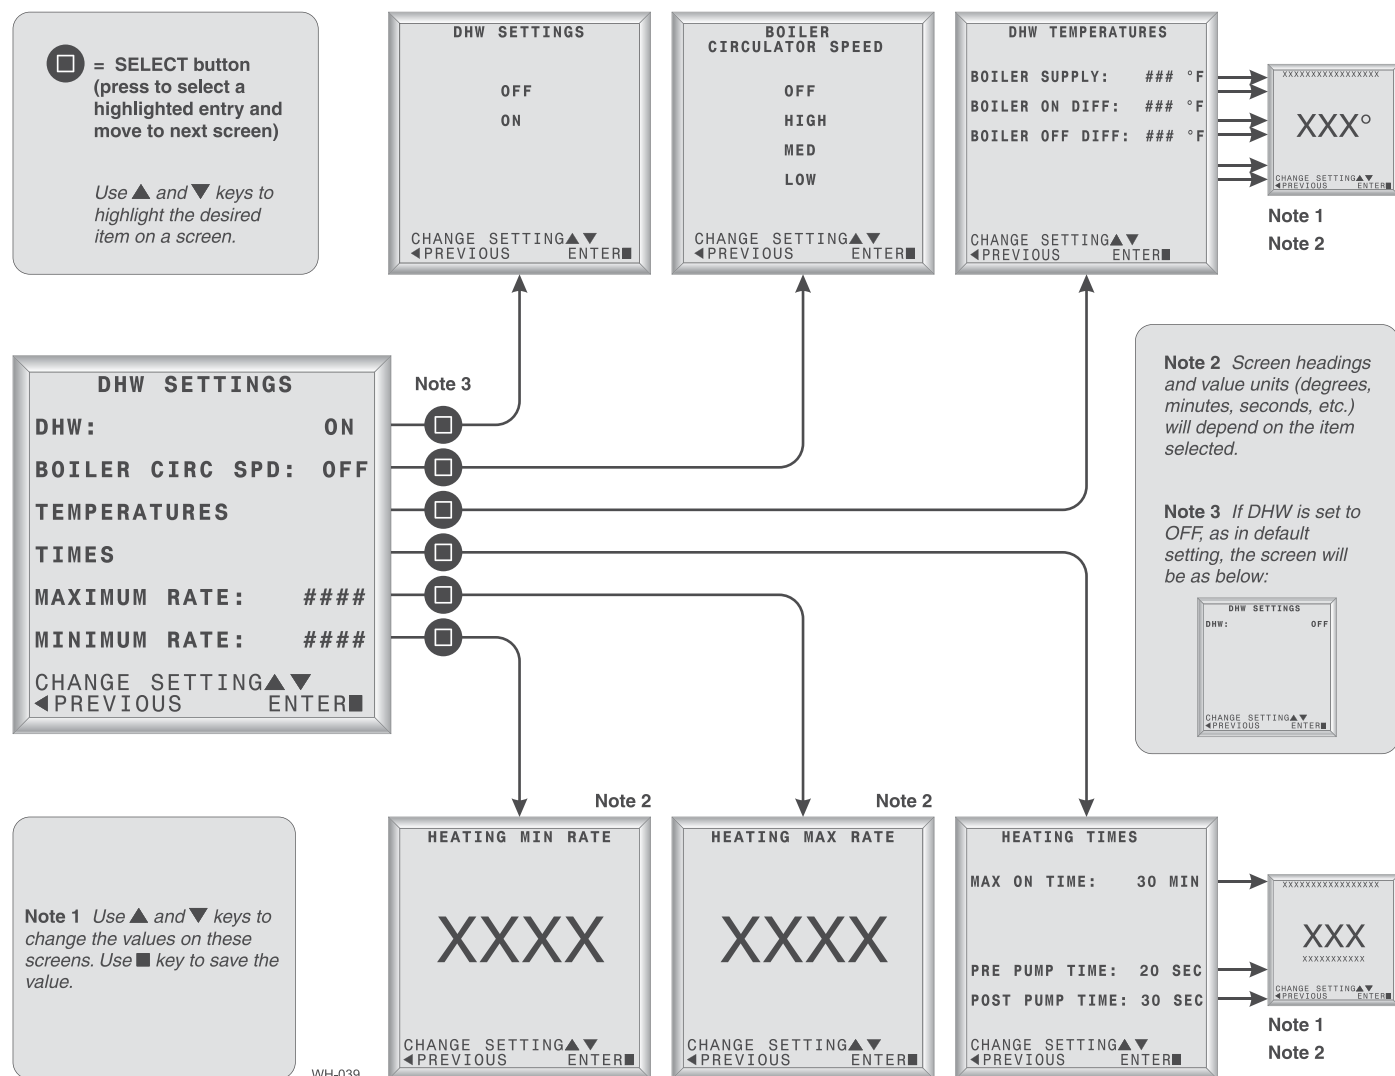 = SELECT button
(press to select a
highlighted entry and
move to next screen)
Use ▲ and ▼ keys to
highlight the desired
item on a screen.
DHW SETTINGS
OFF
ON
CHANGE SETTING▲▼
◀PREVIOUS ENTER■
BOILER
CIRCULATOR SPEED
OFF
HIGH
MED
LOW
CHANGE SETTING▲▼
◀PREVIOUS ENTER■
DHW TEMPERATURES
BOILER SUPPLY: ### °F
BOILER ON DIFF: ### °F
BOILER OFF DIFF: ### °F
CHANGE SETTING▲▼
◀PREVIOUS ENTER■
XXXXXXXXXXXXXXXXX
XXX°
CHANGE SETTING▲▼
◀PREVIOUS ENTER■
Note 1
Note 2
DHW SETTINGS
DHW: ON
BOILER CIRC SPD: OFF
TEMPERATURES
TIMES
MAXIMUM RATE: ####
MINIMUM RATE: ####
CHANGE SETTING▲▼
◀PREVIOUS ENTER■
Note 3
Note 2 Screen headings
and value units (degrees,
minutes, seconds, etc.)
will depend on the item
selected.
Note 3 If DHW is set to
OFF, as in default
setting, the screen will
be as below:
DHW SETTINGS
DHW: OFF
CHANGE SETTING▲▼
◀PREVIOUS ENTER■
Note 1 Use ▲ and ▼ keys to
change the values on these
screens. Use ■ key to save the
value.
WH-039
Note 2
HEATING MIN RATE
XXXX
CHANGE SETTING▲▼
◀PREVIOUS ENTER■
Note 2
HEATING MAX RATE
XXXX
CHANGE SETTING▲▼
◀PREVIOUS ENTER■
HEATING TIMES
MAX ON TIME: 30 MIN
PRE PUMP TIME: 20 SEC
POST PUMP TIME: 30 SEC
CHANGE SETTING▲▼
◀PREVIOUS ENTER■
XXXXXXXXXXXXXXXXX
XXX
XXXXXXXXXXX
CHANGE SETTING▲▼
◀PREVIOUS ENTER■
Note 1
Note 2